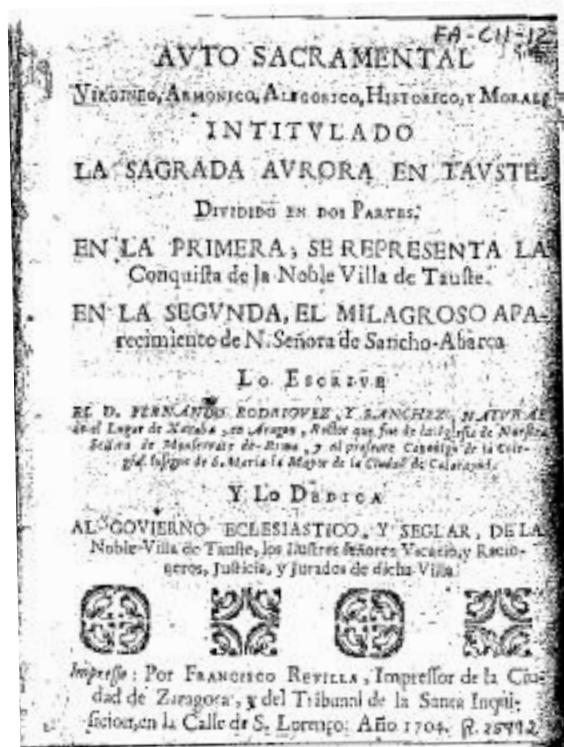 FA-CII-12
AVTO SACRAMENTAL
VIRGINEO, ARMONICO, ALEGORICO, HISTORICO, Y MORAL,
INTITVLADO
LA SAGRADA AVRORA EN TAVSTE.
DIVIDIDO EN DOS PARTES.
EN LA PRIMERA, SE REPRESENTA LA
Conquista de la Noble Villa de Tauste.
EN LA SEGVNDA, EL MILAGROSO APA-
recimiento de N. Señora de Sancho-Abarca
LO ESCRIVE
EL D. FERNANDO RODRIGVEZ, Y SANCHEZ, NATVRAL
de el Lugar de en Aragon, Rector que fue de la Iglesia de Nuestra
Señora de Monserrate de Roma, y al presente Canonigo de la Cole-
gial Insigne de S. Maria la Mayor de la Ciudad de Calatayud.
Y LO DEDICA
AL GOVIERNO ECLESIASTICO, Y SEGLAR, DE LA
Noble Villa de Tauste, los Ilustres señores Vicario, y Racio-
neros, Justicia, y Jurados de dicha Villa.
Impresso: Por FRANCISCO REVILLA, Impressor de la Ciu-
dad de Zaragoça, y del Tribunal de la Santa Inqui-
sicion, en la Calle de S. Lorenço: Año 1704. R. 25992